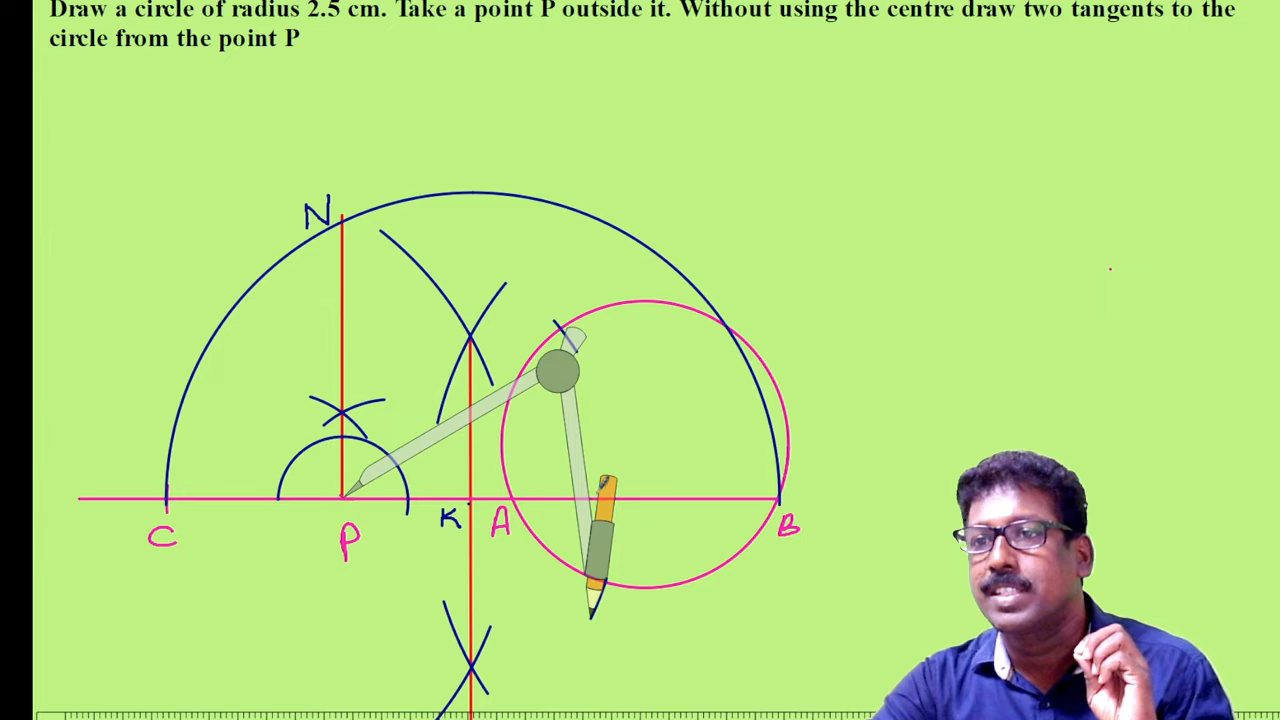 Draw a circle of radius 2.5 cm. Take a point P outside it. Without using the centre draw two tangents to the
circle from the point P
N
C P K A B